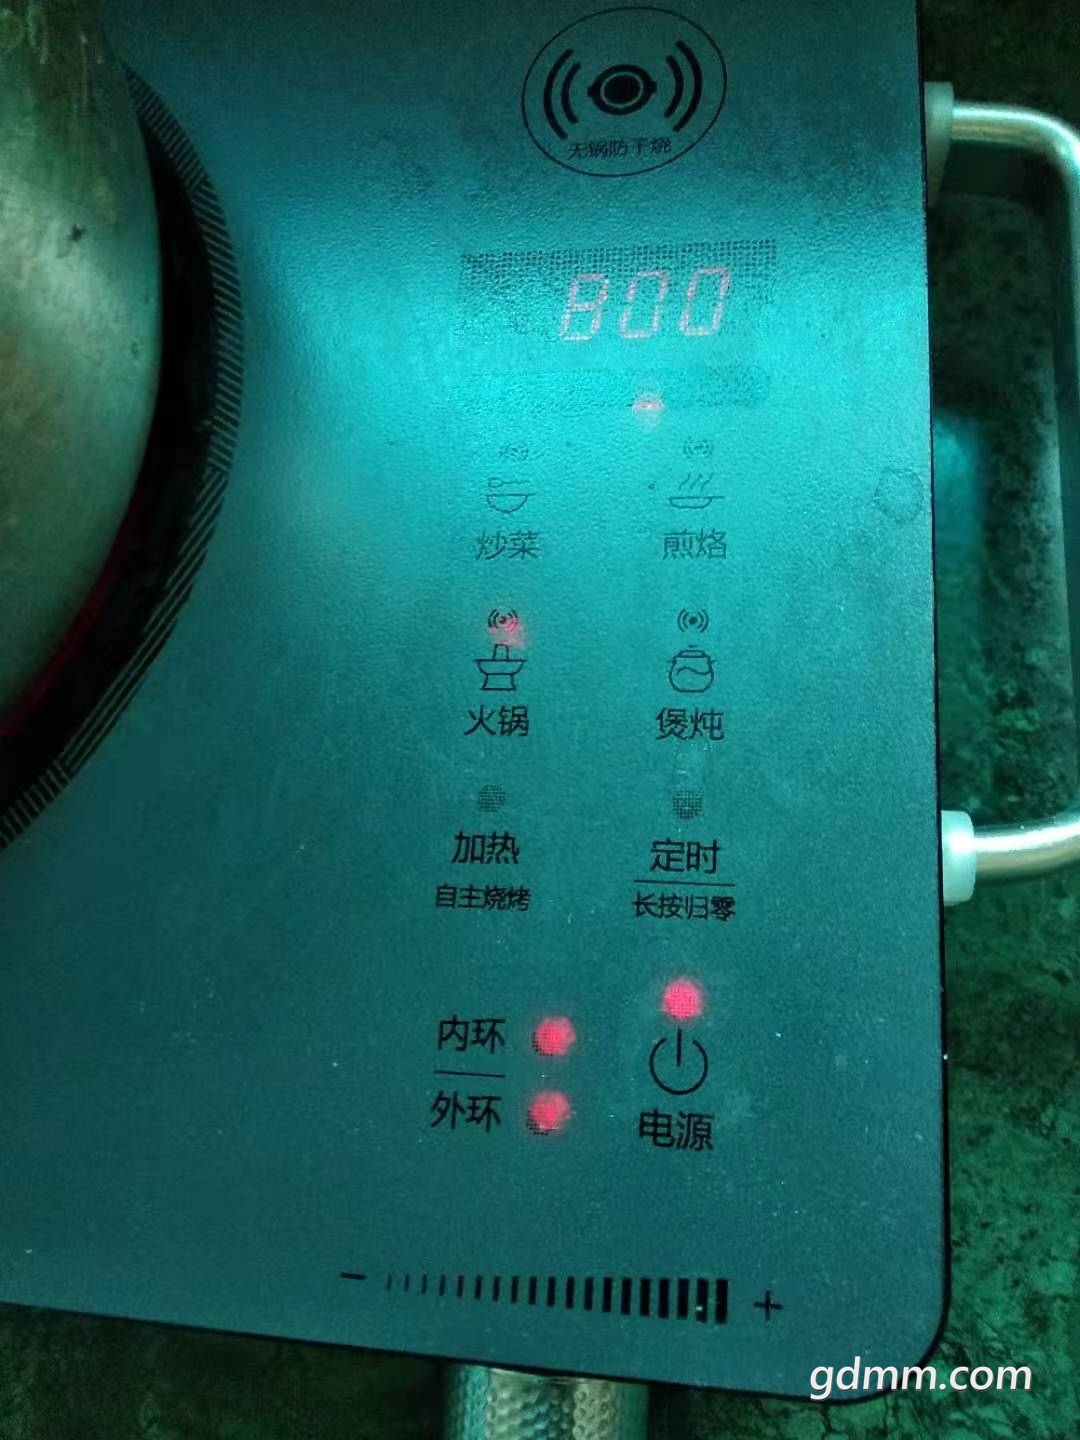 无锅防干烧
800
炒菜 煎烙
火锅 煲炖
加热 定时
自主烧烤 长按归零
内环
外环 电源
− +
gdmm.com